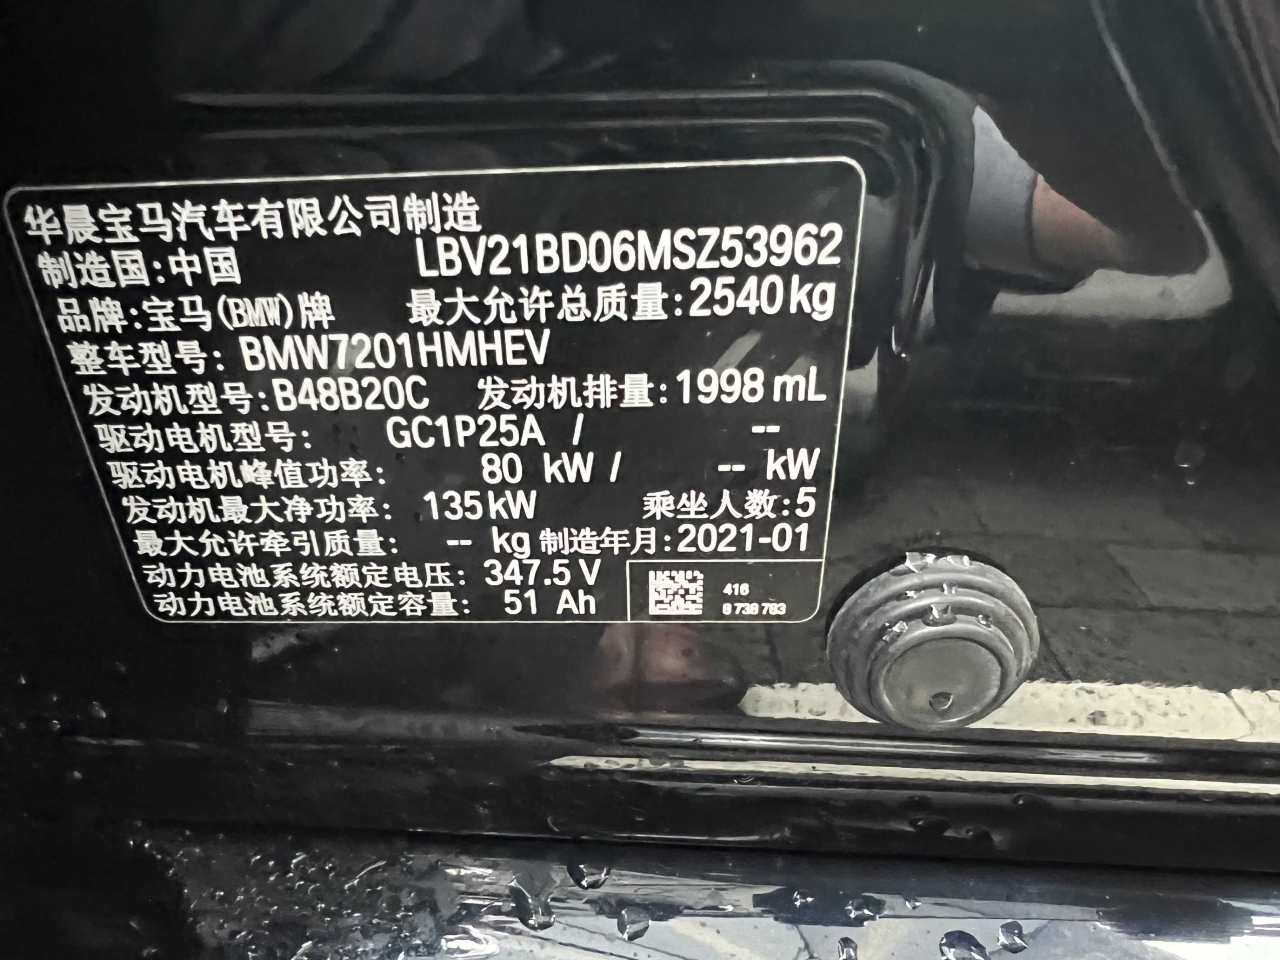 华晨宝马汽车有限公司制造
制造国:中国 LBV21BD06MSZ53962
品牌:宝马(BMW)牌 最大允许总质量:2540kg
整车型号: BMW7201HMHEV
发动机型号:B48B20C 发动机排量:1998 mL
驱动电机型号: GC1P25A / --
驱动电机峰值功率: 80 kW / -- kW
发动机最大净功率: 135kW 乘坐人数:5
最大允许牵引质量: -- kg 制造年月:2021-01
动力电池系统额定电压: 347.5 V
动力电池系统额定容量: 51 Ah
416
8 738 783